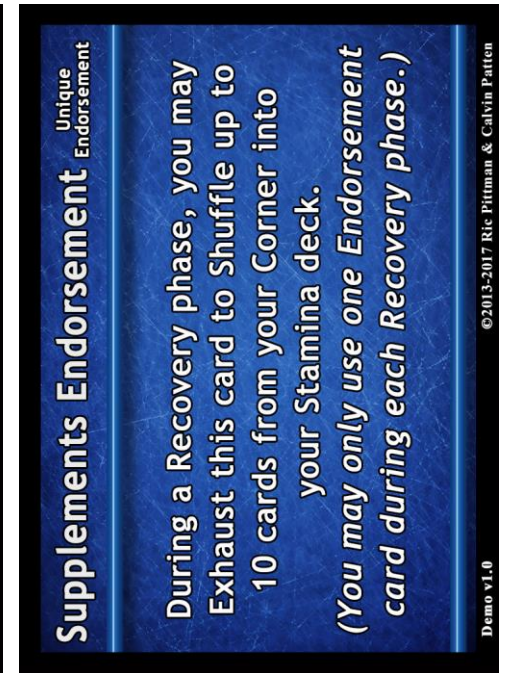 Supplements Endorsement
Unique
Endorsement
During a Recovery phase, you may
Exhaust this card to Shuffle up to
10 cards from your Corner into
your Stamina deck.
(You may only use one Endorsement
card during each Recovery phase.)
Demo v1.0
©2013-2017 Ric Pittman & Calvin Patten